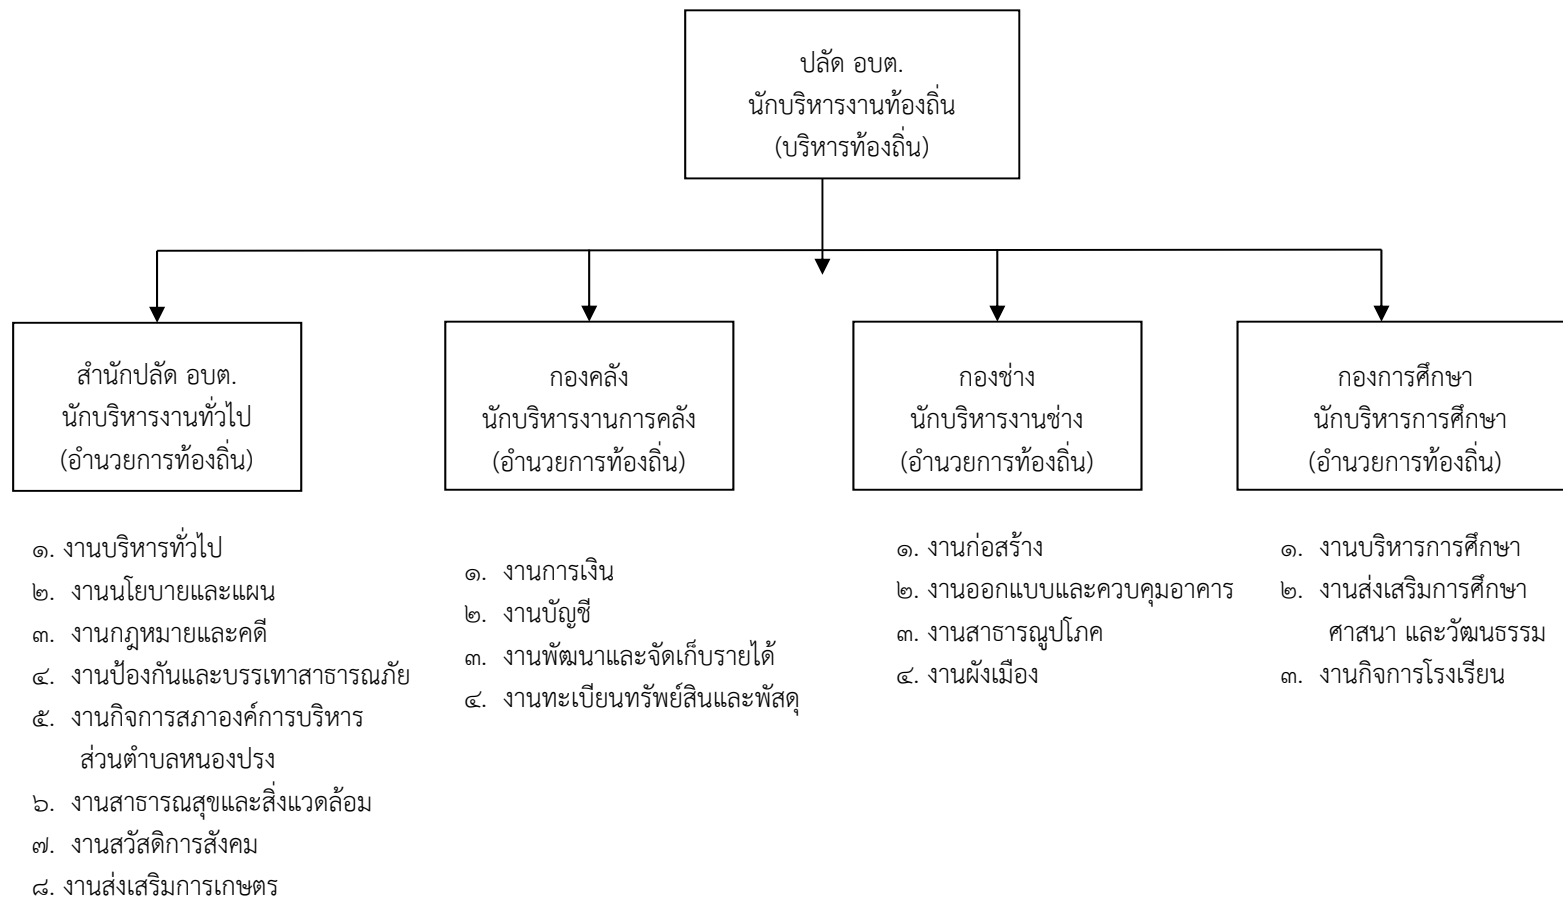 ปลัด อบต.
นักบริหารงานท้องถิ่น
(บริหารท้องถิ่น)
สำนักปลัด อบต.
นักบริหารงานทั่วไป
(อำนวยการท้องถิ่น)
กองคลัง
นักบริหารงานการคลัง
(อำนวยการท้องถิ่น)
กองช่าง
นักบริหารงานช่าง
(อำนวยการท้องถิ่น)
กองการศึกษา
นักบริหารการศึกษา
(อำนวยการท้องถิ่น)
๑. งานบริหารทั่วไป
๒. งานนโยบายและแผน
๓. งานกฎหมายและคดี
๔. งานป้องกันและบรรเทาสาธารณภัย
๕. งานกิจการสภาองค์การบริหาร
ส่วนตำบลหนองปรง
๖. งานสาธารณสุขและสิ่งแวดล้อม
๗. งานสวัสดิการสังคม
๘. งานส่งเสริมการเกษตร
๑. งานการเงิน
๒. งานบัญชี
๓. งานพัฒนาและจัดเก็บรายได้
๔. งานทะเบียนทรัพย์สินและพัสดุ
๑. งานก่อสร้าง
๒. งานออกแบบและควบคุมอาคาร
๓. งานสาธารณูปโภค
๔. งานผังเมือง
๑. งานบริหารการศึกษา
๒. งานส่งเสริมการศึกษา
ศาสนา และวัฒนธรรม
๓. งานกิจการโรงเรียน